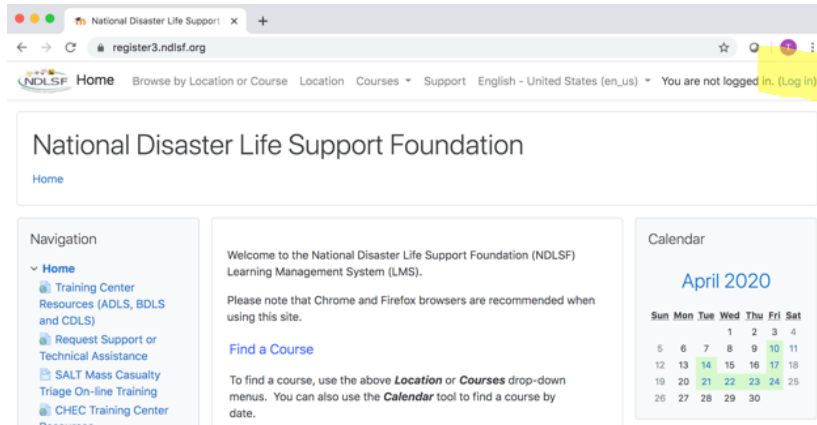 National Disaster Life Support
register3.ndlsf.org
NDLSF Home Browse by Location or Course Location Courses Support English - United States (en_us) You are not logged in. (Log in)
National Disaster Life Support Foundation
Home
Navigation
Home
Training Center
Resources (ADLS, BDLS
and CDLS)
Request Support or
Technical Assistance
SALT Mass Casualty
Triage On-line Training
CHEC Training Center
Welcome to the National Disaster Life Support Foundation (NDLSF)
Learning Management System (LMS).
Please note that Chrome and Firefox browsers are recommended when
using this site.
Find a Course
To find a course, use the above Location or Courses drop-down
menus. You can also use the Calendar tool to find a course by
date.
Calendar
April 2020
Sun Mon Tue Wed Thu Fri Sat
1 2 3 4
5 6 7 8 9 10 11
12 13 14 15 16 17 18
19 20 21 22 23 24 25
26 27 28 29 30